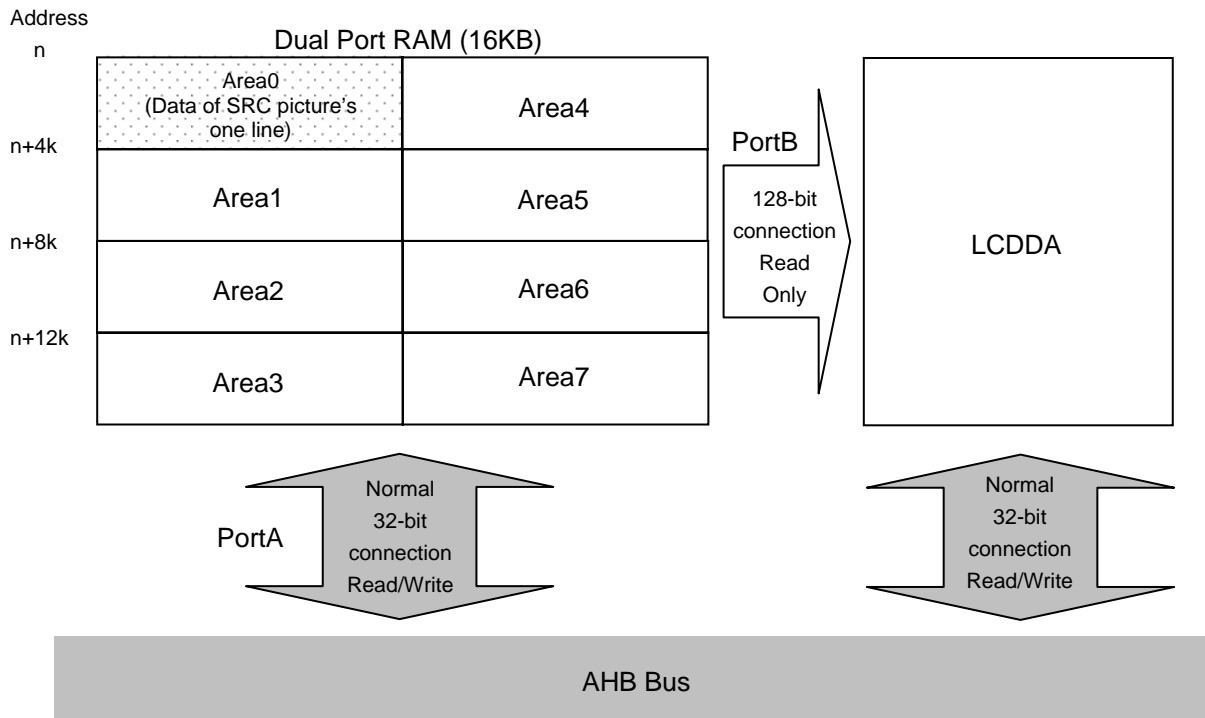 Address
n
Dual Port RAM (16KB)
Area0
(Data of SRC picture's
one line)
Area4
n+4k
Area1
Area5
n+8k
Area2
Area6
n+12k
Area3
Area7
PortB
128-bit
connection
Read
Only
LCDDA
PortA
Normal
32-bit
connection
Read/Write
Normal
32-bit
connection
Read/Write
AHB Bus